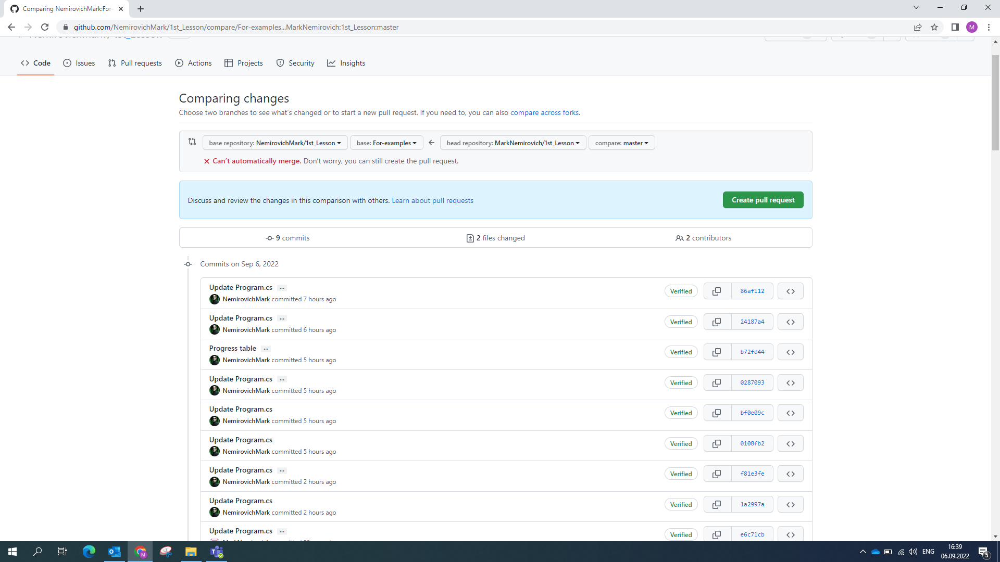 Comparing NemirovichMark:For-
github.com/NemirovichMark/1st_Lesson/compare/For-examples...MarkNemirovich:1st_Lesson:master
M
Code
Issues
Pull requests
Actions
Projects
Security
Insights
Comparing changes
Choose two branches to see what's changed or to start a new pull request. If you need to, you can also compare across forks.
base repository: NemirovichMark/1st_Lesson
base: For-examples
head repository: MarkNemirovich/1st_Lesson
compare: master
Can't automatically merge. Don't worry, you can still create the pull request.
Discuss and review the changes in this comparison with others. Learn about pull requests
Create pull request
9 commits
2 files changed
2 contributors
Commits on Sep 6, 2022
Update Program.cs ...
NemirovichMark committed 7 hours ago
Verified
86af112
Update Program.cs ...
NemirovichMark committed 6 hours ago
Verified
24187a4
Progress table ...
NemirovichMark committed 5 hours ago
Verified
b72fd44
Update Program.cs ...
NemirovichMark committed 5 hours ago
Verified
0287093
Update Program.cs
NemirovichMark committed 5 hours ago
Verified
bf0e09c
Update Program.cs
NemirovichMark committed 5 hours ago
Verified
0108fb2
Update Program.cs ...
NemirovichMark committed 2 hours ago
Verified
f81e3fe
Update Program.cs
NemirovichMark committed 2 hours ago
Verified
1a2997a
Update Program.cs ...
Verified
e6c71cb
ENG
16:39
06.09.2022
5